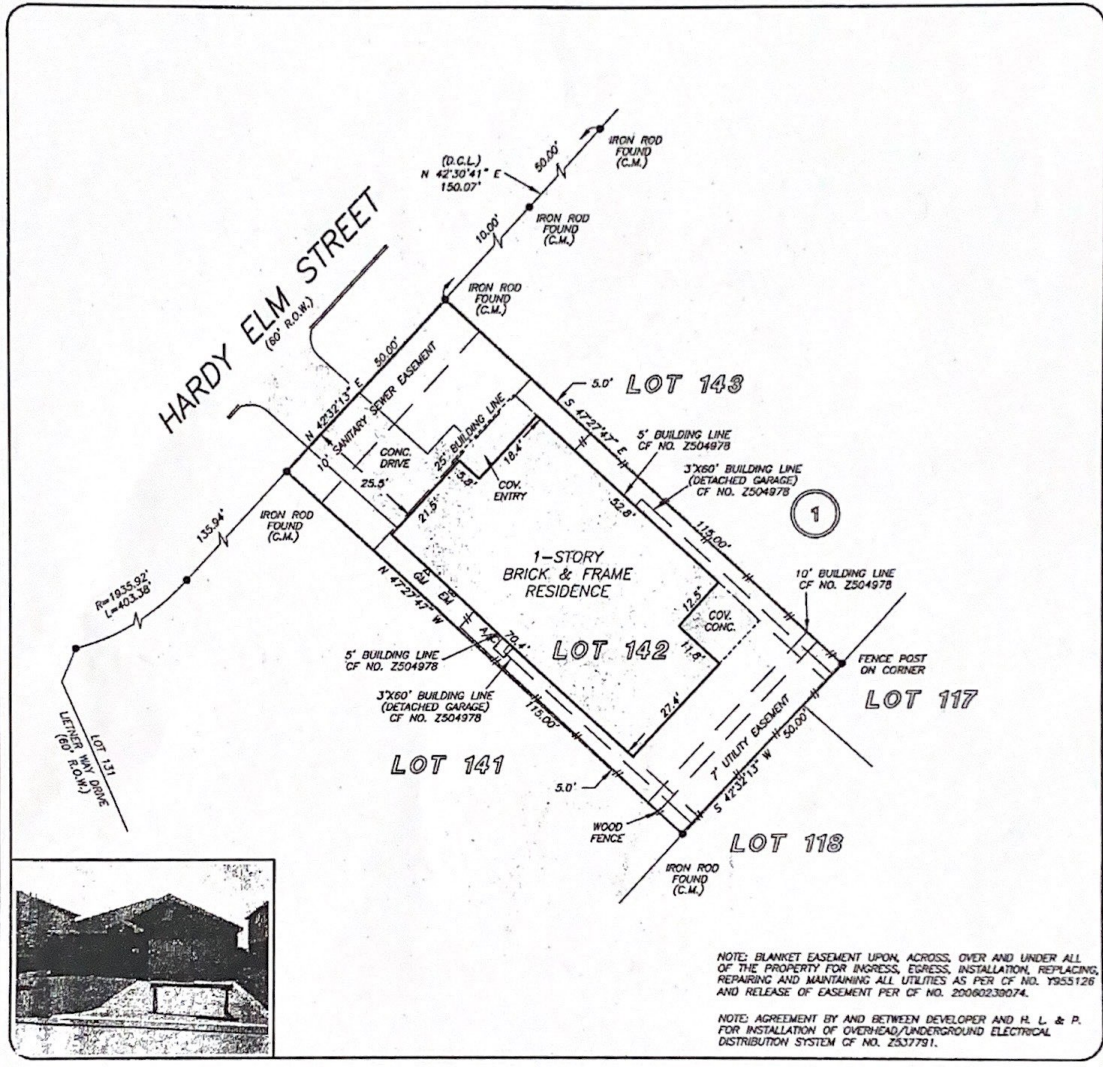 IRON ROD
FOUND
(C.M.)
50.00'
(D.C.L.)
N 42°30'41" E
150.07'
IRON ROD
FOUND
(C.M.)
10.00'
IRON ROD
FOUND
(C.M.)
HARDY ELM STREET
(60' R.O.W.)
N 42°32'13" E 50.00'
10' SANITARY SEWER EASEMENT
CONC.
DRIVE
25' BUILDING LINE
25.5'
5.8'
18.4'
COV.
ENTRY
21.5'
5.0'
LOT 143
S 47°27'47" E
115.00'
5' BUILDING LINE
CF NO. Z504978
3'X60' BUILDING LINE
(DETACHED GARAGE)
CF NO. Z504978
1
52.8'
IRON ROD
FOUND
(C.M.)
135.94'
R=1935.92'
L=403.38'
1-STORY
BRICK & FRAME
RESIDENCE
10' BUILDING LINE
CF NO. Z504978
12.5'
COV.
CONC.
11.8'
GM
EM
A/C
70.4'
N 47°27'47" W
115.00'
LOT 142
5' BUILDING LINE
CF NO. Z504978
3'X60' BUILDING LINE
(DETACHED GARAGE)
CF NO. Z504978
FENCE POST
ON CORNER
LOT 117
27.4'
7' UTILITY EASEMENT
S 42°32'13" W 50.00'
LOT 131
LIETNER WAY DRIVE
(60' R.O.W.)
LOT 141
5.0'
WOOD
FENCE
LOT 118
IRON ROD
FOUND
(C.M.)
NOTE: BLANKET EASEMENT UPON, ACROSS, OVER AND UNDER ALL
OF THE PROPERTY FOR INGRESS, EGRESS, INSTALLATION, REPLACING,
REPAIRING AND MAINTAINING ALL UTILITIES AS PER CF NO. Y955126
AND RELEASE OF EASEMENT PER CF NO. 20060239074.
NOTE: AGREEMENT BY AND BETWEEN DEVELOPER AND H. L. & P.
FOR INSTALLATION OF OVERHEAD/UNDERGROUND ELECTRICAL
DISTRIBUTION SYSTEM CF NO. Z537791.